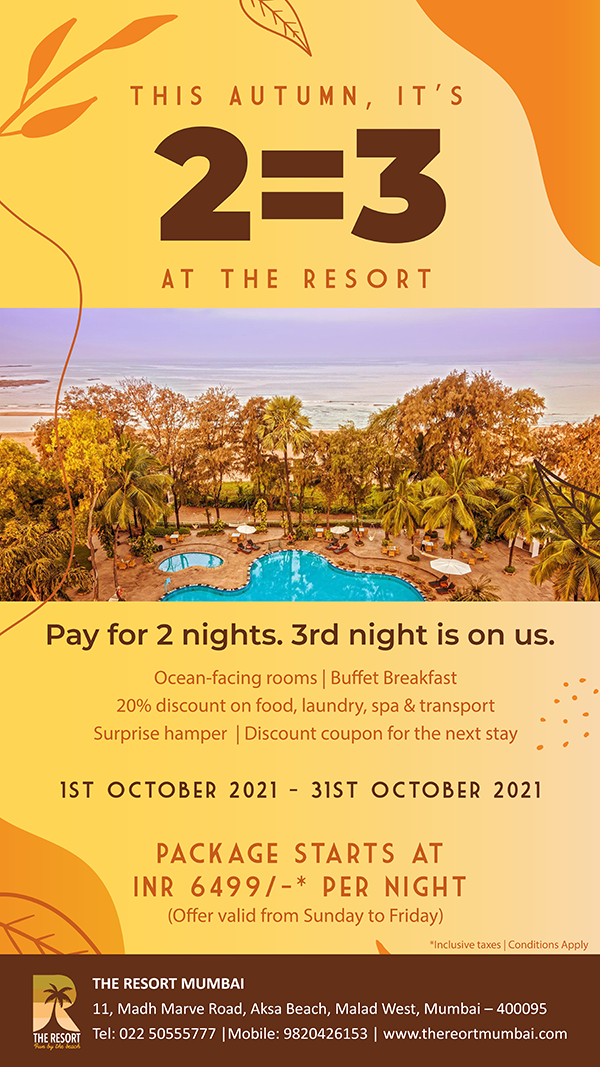 THIS AUTUMN, IT'S
2=3
AT THE RESORT
Pay for 2 nights. 3rd night is on us.
Ocean-facing rooms | Buffet Breakfast
20% discount on food, laundry, spa & transport
Surprise hamper | Discount coupon for the next stay
1ST OCTOBER 2021 - 31ST OCTOBER 2021
PACKAGE STARTS AT
INR 6499/-* PER NIGHT
(Offer valid from Sunday to Friday)
*Inclusive taxes | Conditions Apply
THE RESORT MUMBAI
11, Madh Marve Road, Aksa Beach, Malad West, Mumbai – 400095
Tel: 022 50555777 |Mobile: 9820426153 | www.thereortmumbai.com
THE RESORT
Fun by the beach